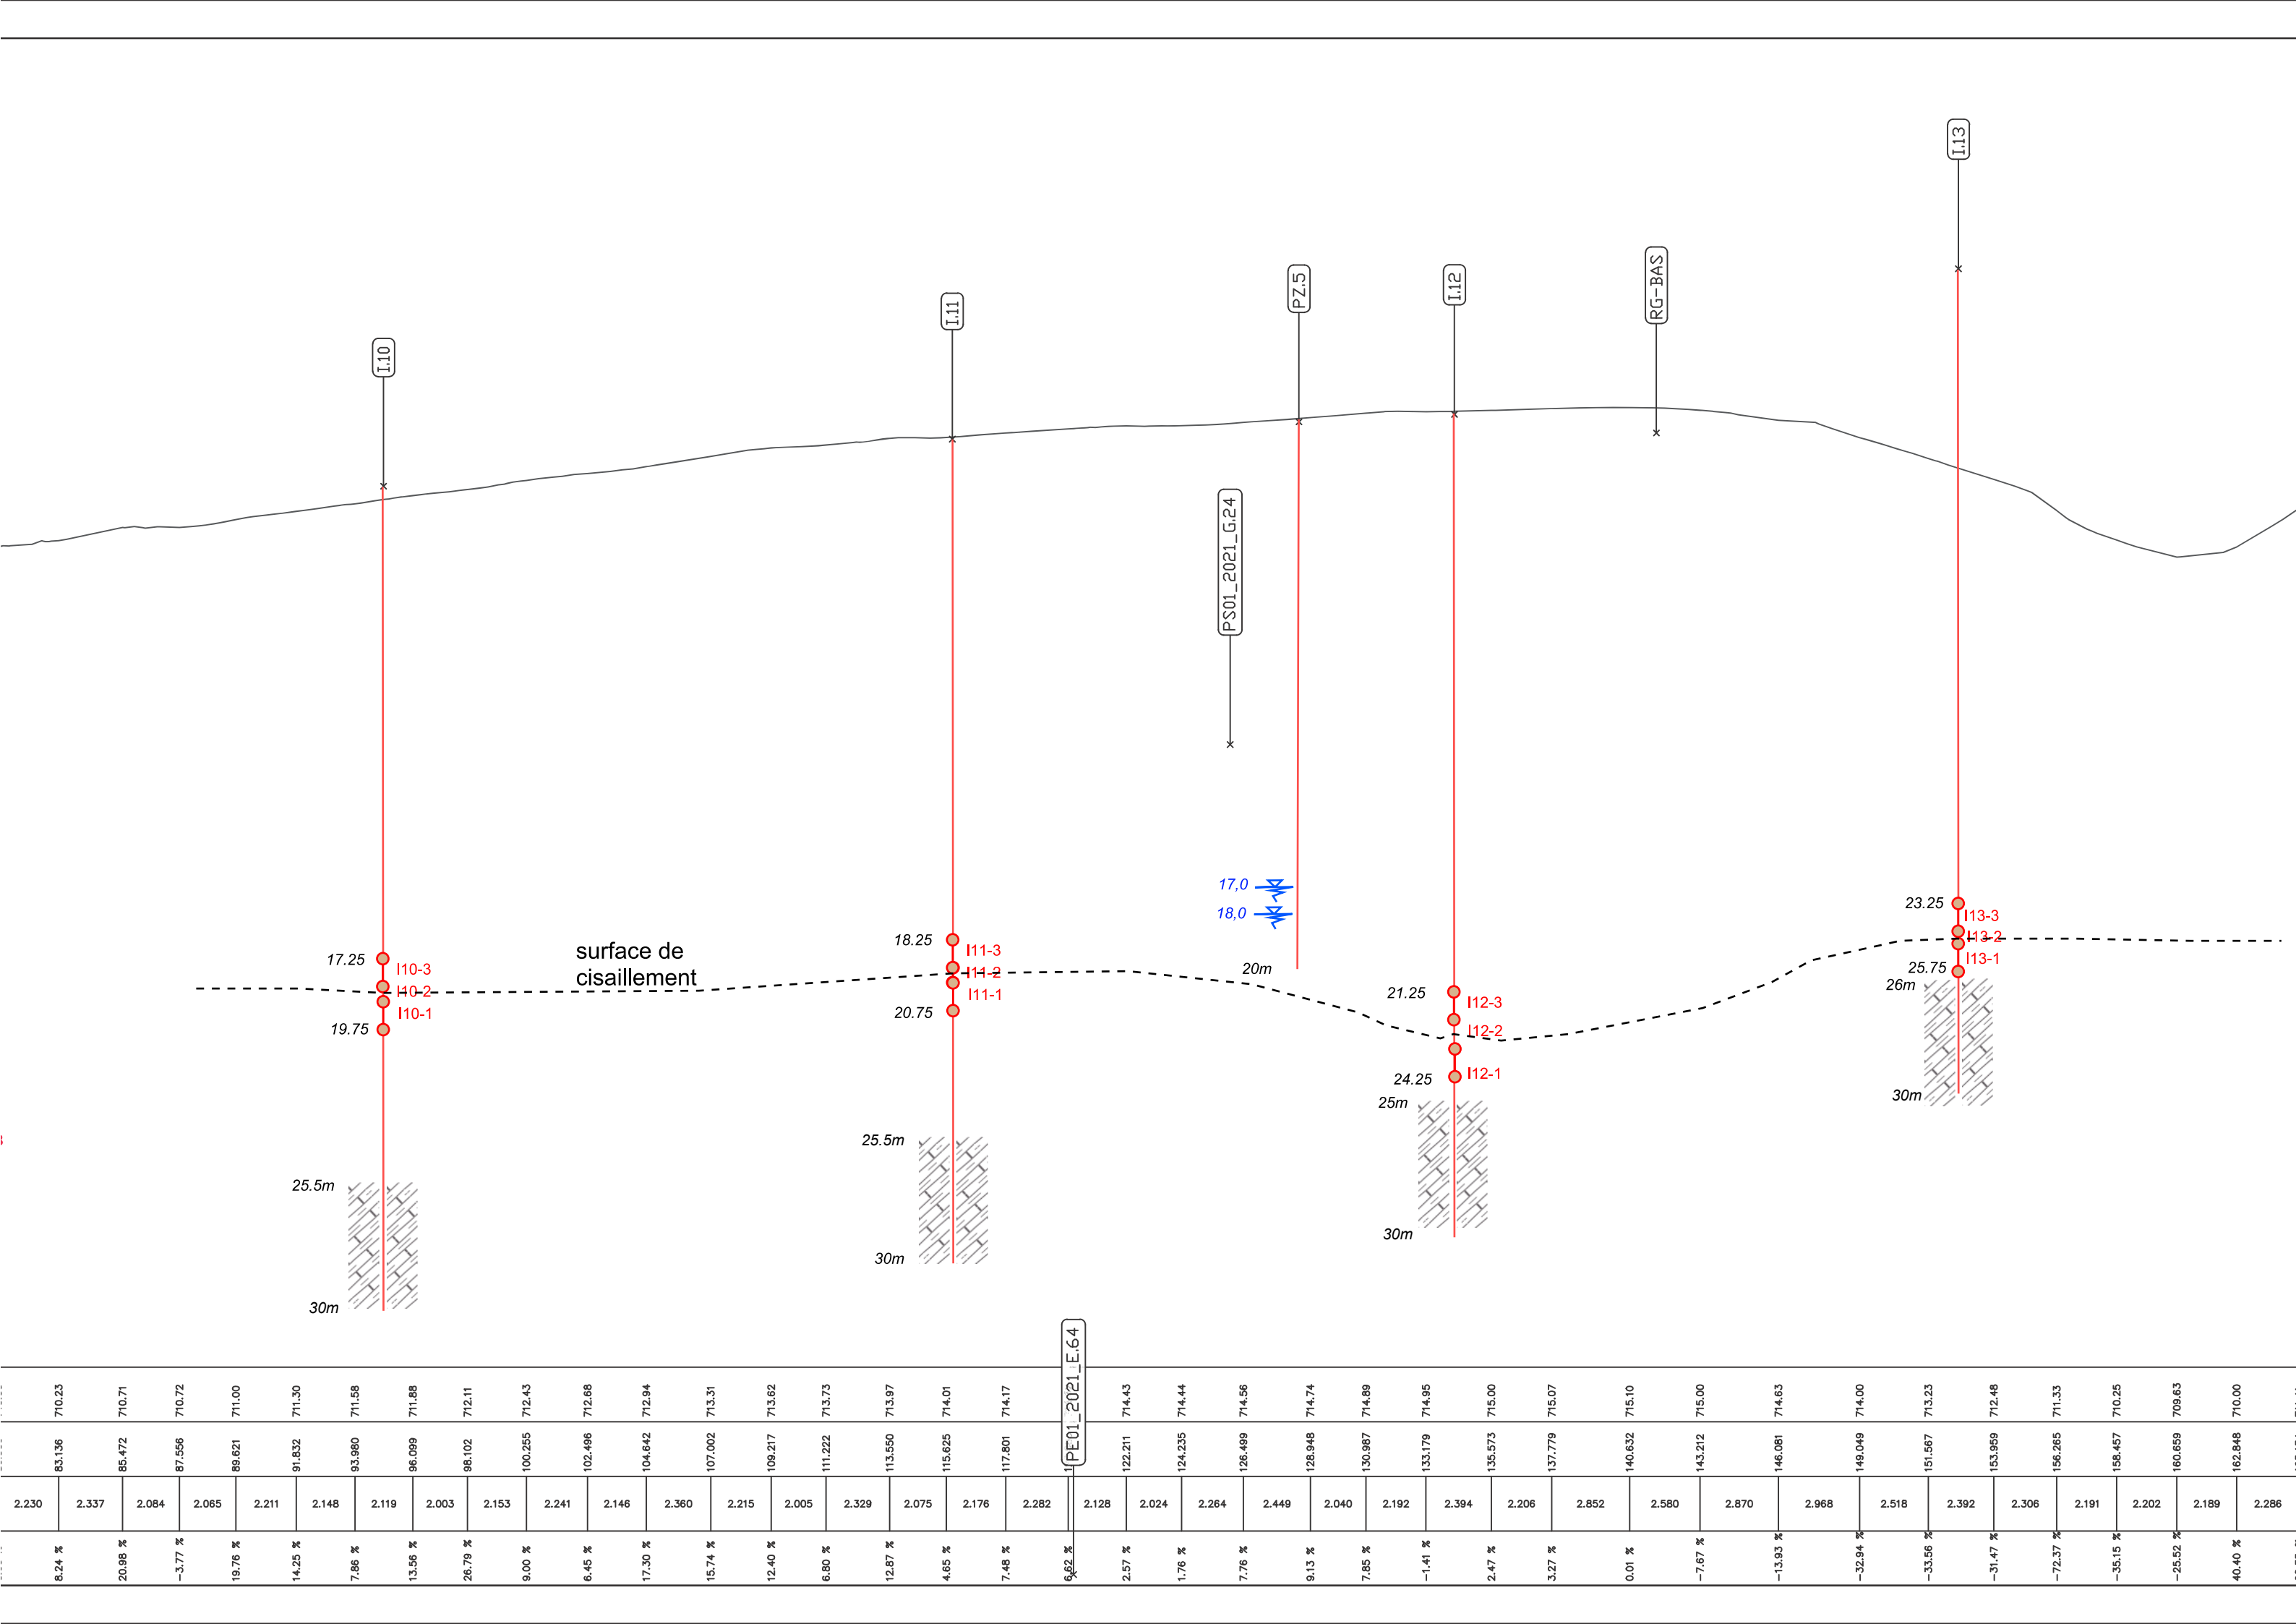 I.13
I.12
PZ.5
RG-BAS
I.11
I.10
PS01_2021_G.24
17,0
18,0
23.25
I13-3
I13-2
I13-1
25.75
26m
30m
18.25
I11-3
I11-2
I11-1
20.75
surface de
cisaillement
17.25
I10-3
I10-2
I10-1
19.75
20m
21.25
I12-3
I12-2
I12-1
24.25
25m
30m
25.5m
30m
25.5m
30m
PE01_2021_E.64
710.23 710.71 710.72 711.00 711.30 711.58 711.88 712.11 712.43 712.68 712.94 713.31 713.62 713.73 713.97 714.01 714.17 714.43 714.44 714.56 714.74 714.89 714.95 715.00 715.07 715.10 715.00 714.63 714.00 713.23 712.48 711.33 710.25 709.63 710.00
83.136 85.472 87.556 89.621 91.832 93.980 96.099 98.102 100.255 102.496 104.642 107.002 109.217 111.222 113.550 115.625 117.801 122.211 124.235 126.499 128.948 130.987 133.179 135.573 137.779 140.632 143.212 146.081 149.049 151.567 153.959 156.265 158.457 160.659 162.848
2.230 2.337 2.084 2.065 2.211 2.148 2.119 2.003 2.153 2.241 2.146 2.360 2.215 2.005 2.329 2.075 2.176 2.282 2.128 2.024 2.264 2.449 2.040 2.192 2.394 2.206 2.852 2.580 2.870 2.968 2.518 2.392 2.306 2.191 2.202 2.189 2.286
8.24 % 20.98 % -3.77 % 19.76 % 14.25 % 7.86 % 13.56 % 26.79 % 9.00 % 6.45 % 17.30 % 15.74 % 12.40 % 6.80 % 12.87 % 4.65 % 7.48 % 6.62 % 2.57 % 1.76 % 7.76 % 9.13 % 7.85 % -1.41 % 2.47 % 3.27 % 0.01 % -7.67 % -13.93 % -32.94 % -33.56 % -31.47 % -72.37 % -35.15 % -25.52 % 40.40 %